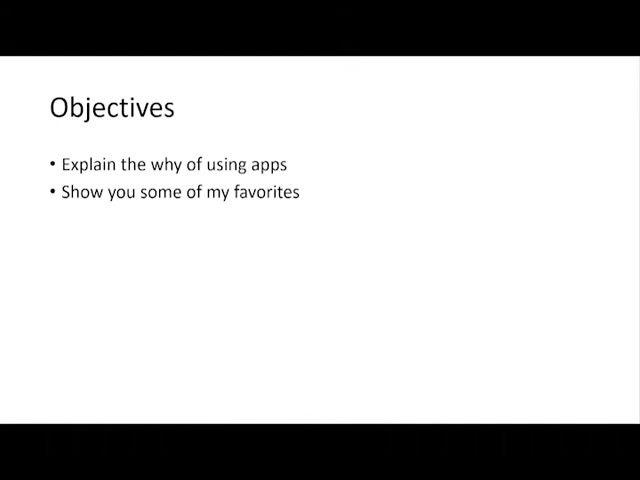 Objectives
• Explain the why of using apps
• Show you some of my favorites